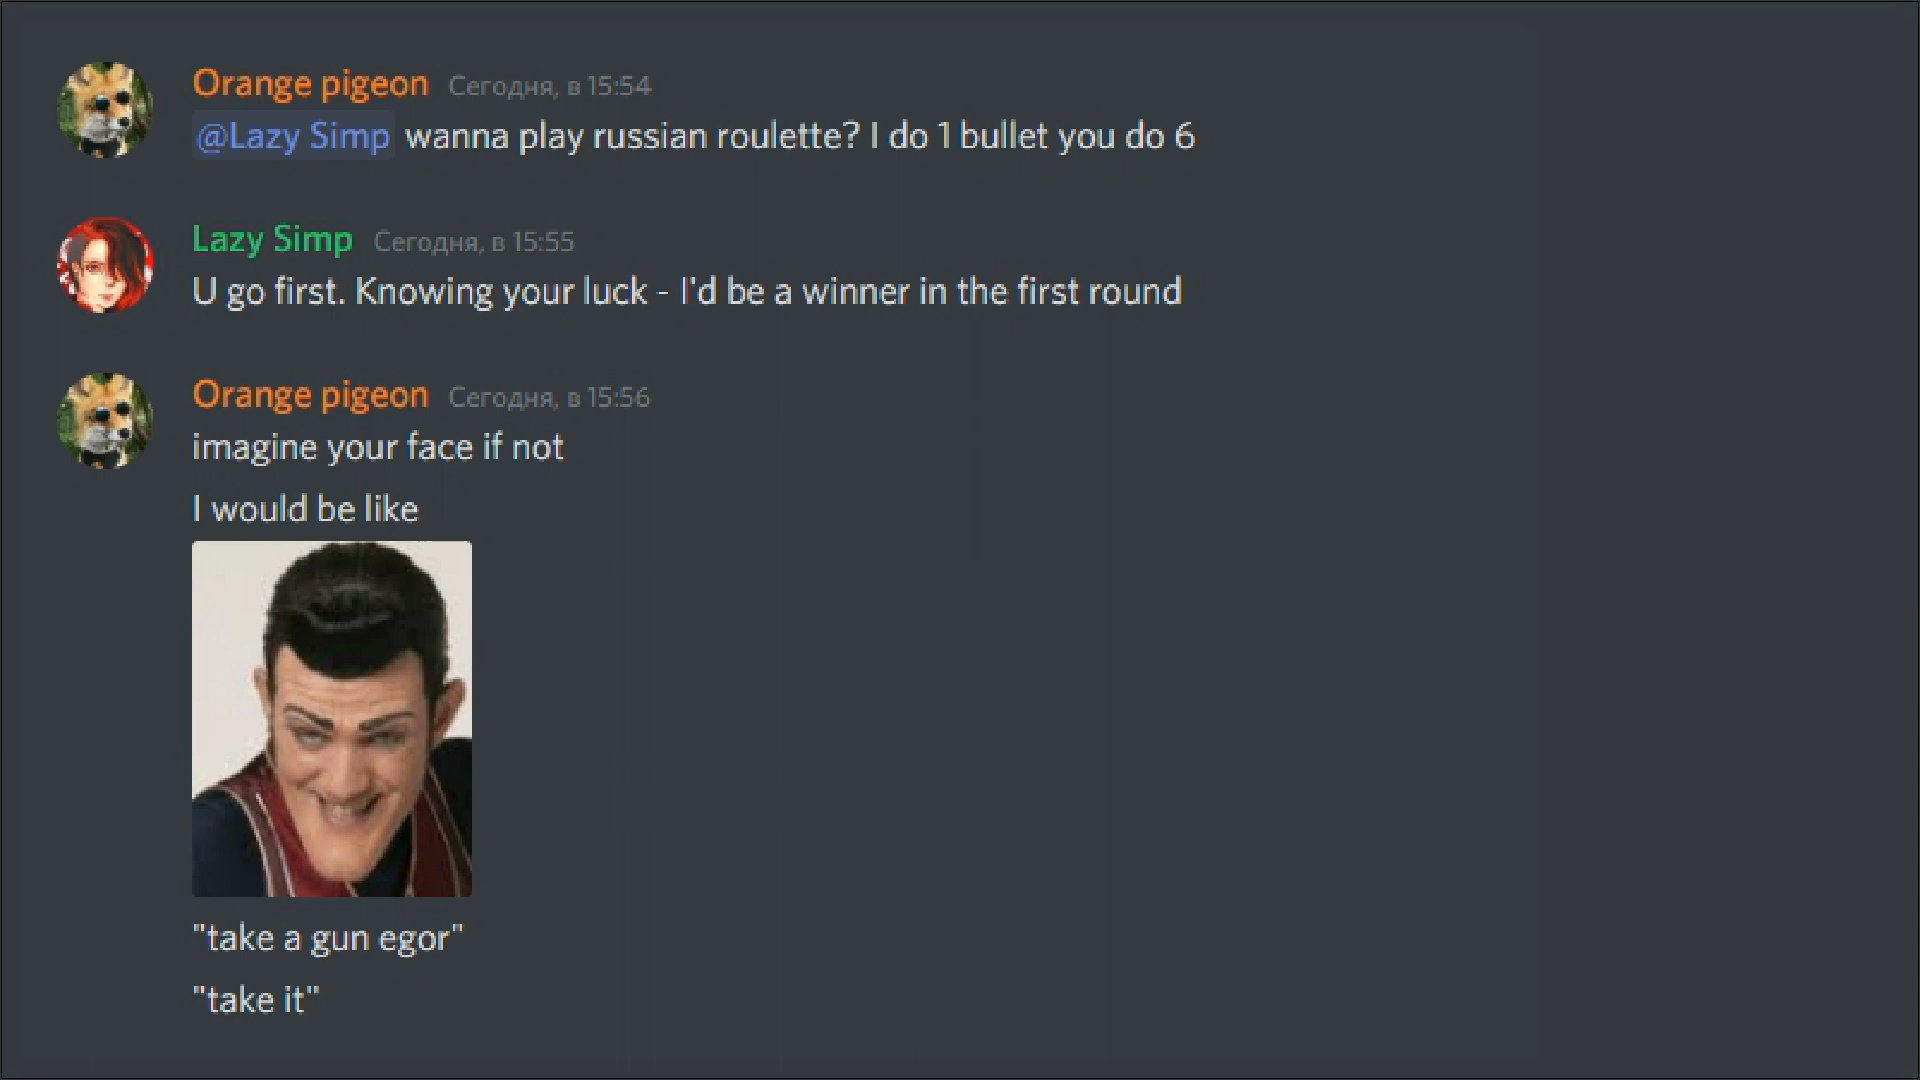 Orange pigeon Сегодня, в 15:54
@Lazy Simp wanna play russian roulette? I do 1 bullet you do 6
Lazy Simp Сегодня, в 15:55
U go first. Knowing your luck - I'd be a winner in the first round
Orange pigeon Сегодня, в 15:56
imagine your face if not
I would be like
"take a gun egor"
"take it"